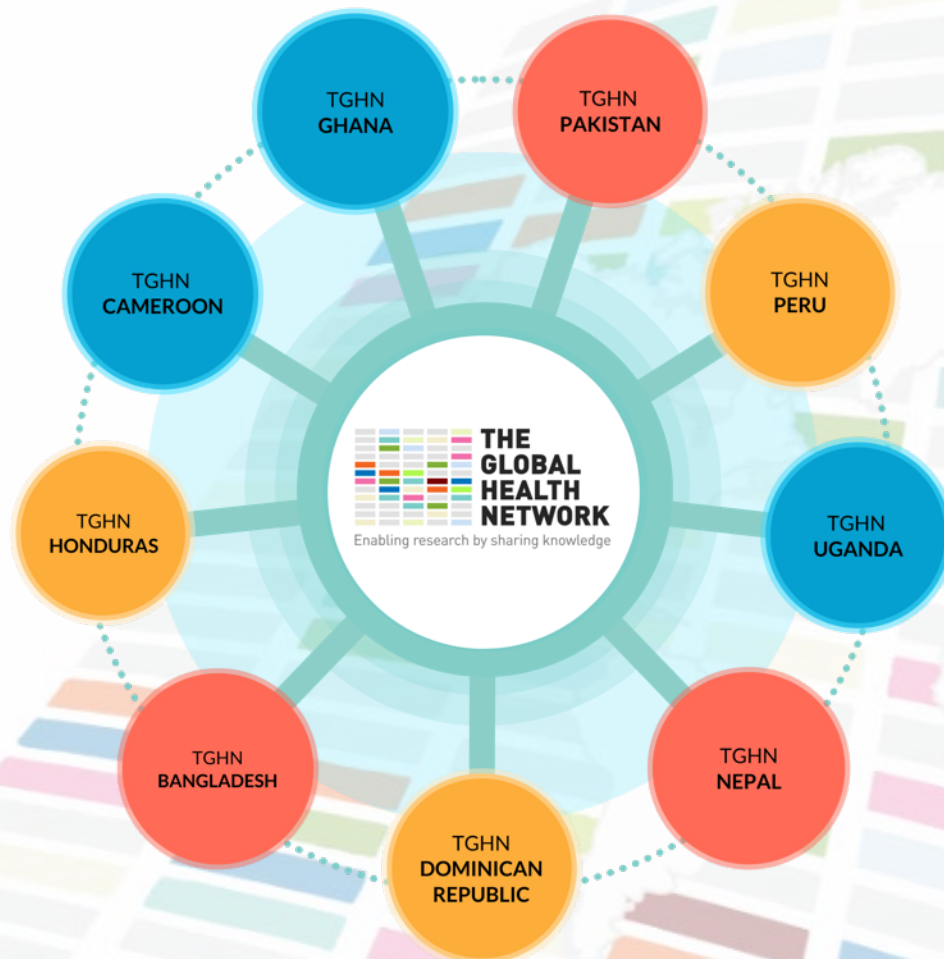 TGHN
GHANA
TGHN
PAKISTAN
TGHN
CAMEROON
TGHN
PERU
THE
GLOBAL
HEALTH
NETWORK
Enabling research by sharing knowledge
TGHN
HONDURAS
TGHN
UGANDA
TGHN
BANGLADESH
TGHN
NEPAL
TGHN
DOMINICAN
REPUBLIC